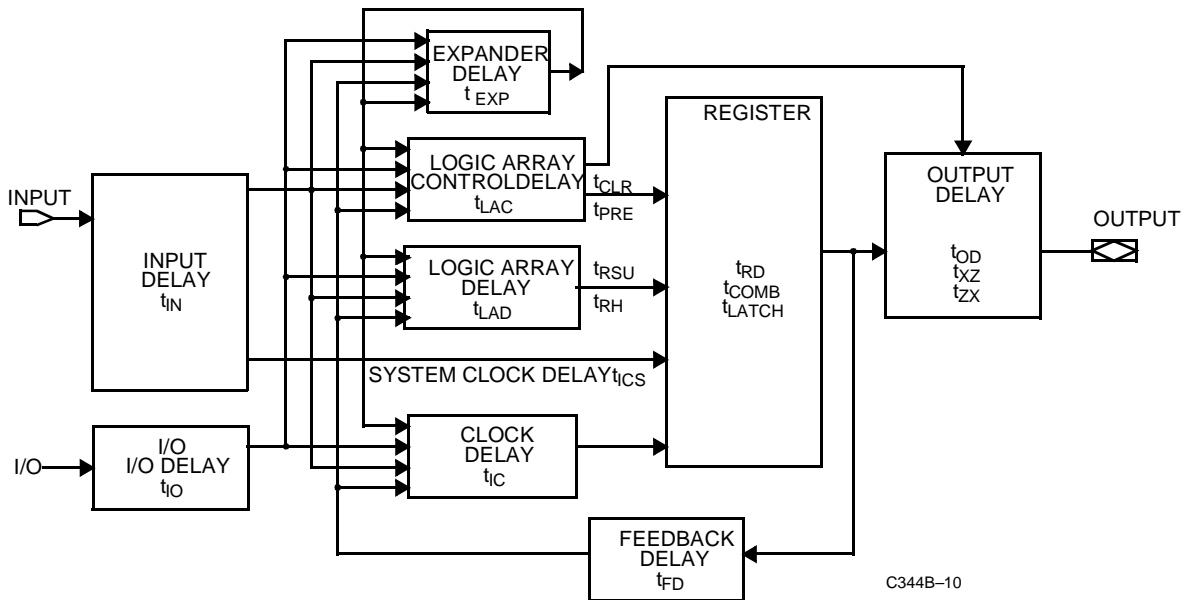 EXPANDER
DELAY
tEXP
REGISTER
LOGIC ARRAY
CONTROLDELAY
tLAC
tCLR
tPRE
OUTPUT
DELAY
tOD
tXZ
tZX
INPUT
OUTPUT
INPUT
DELAY
tIN
LOGIC ARRAY
DELAY
tLAD
tRSU
tRH
tRD
tCOMB
tLATCH
SYSTEM CLOCK DELAYtICS
I/O
I/O
I/O DELAY
tIO
CLOCK
DELAY
tIC
FEEDBACK
DELAY
tFD
C344B–10